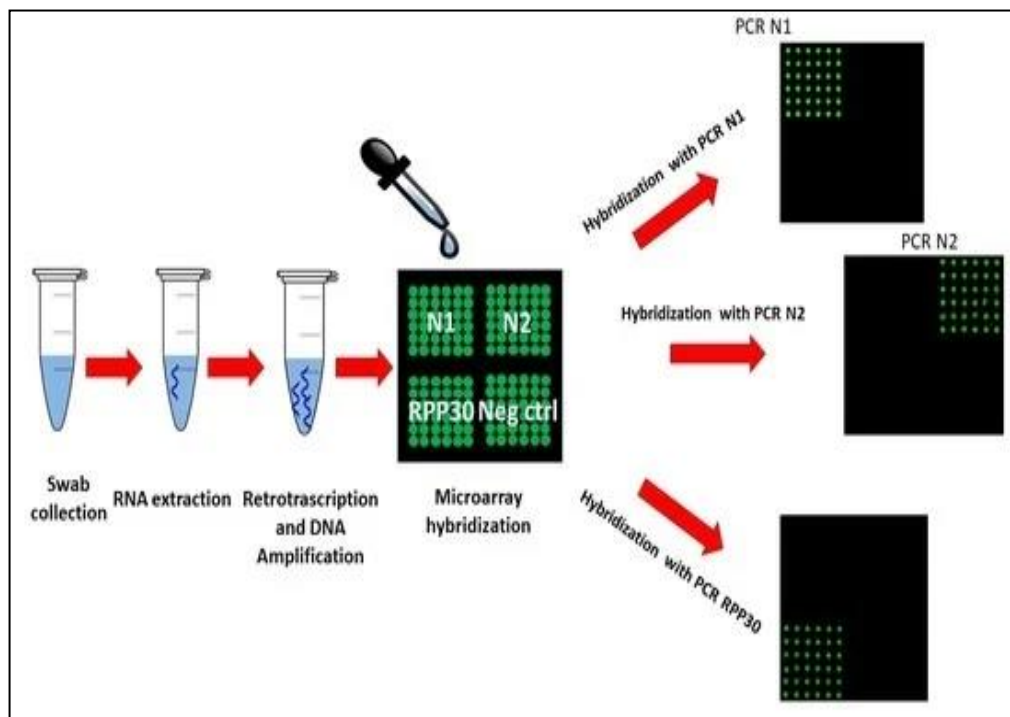 PCR N1
Hybridization with PCR N1
PCR N2
Hybridization with PCR N2
N1
N2
RPP30
Neg ctrl
Swab
collection
RNA extraction
Retrotrascription
and DNA
Amplification
Microarray
hybridization
Hybridization with PCR RPP30